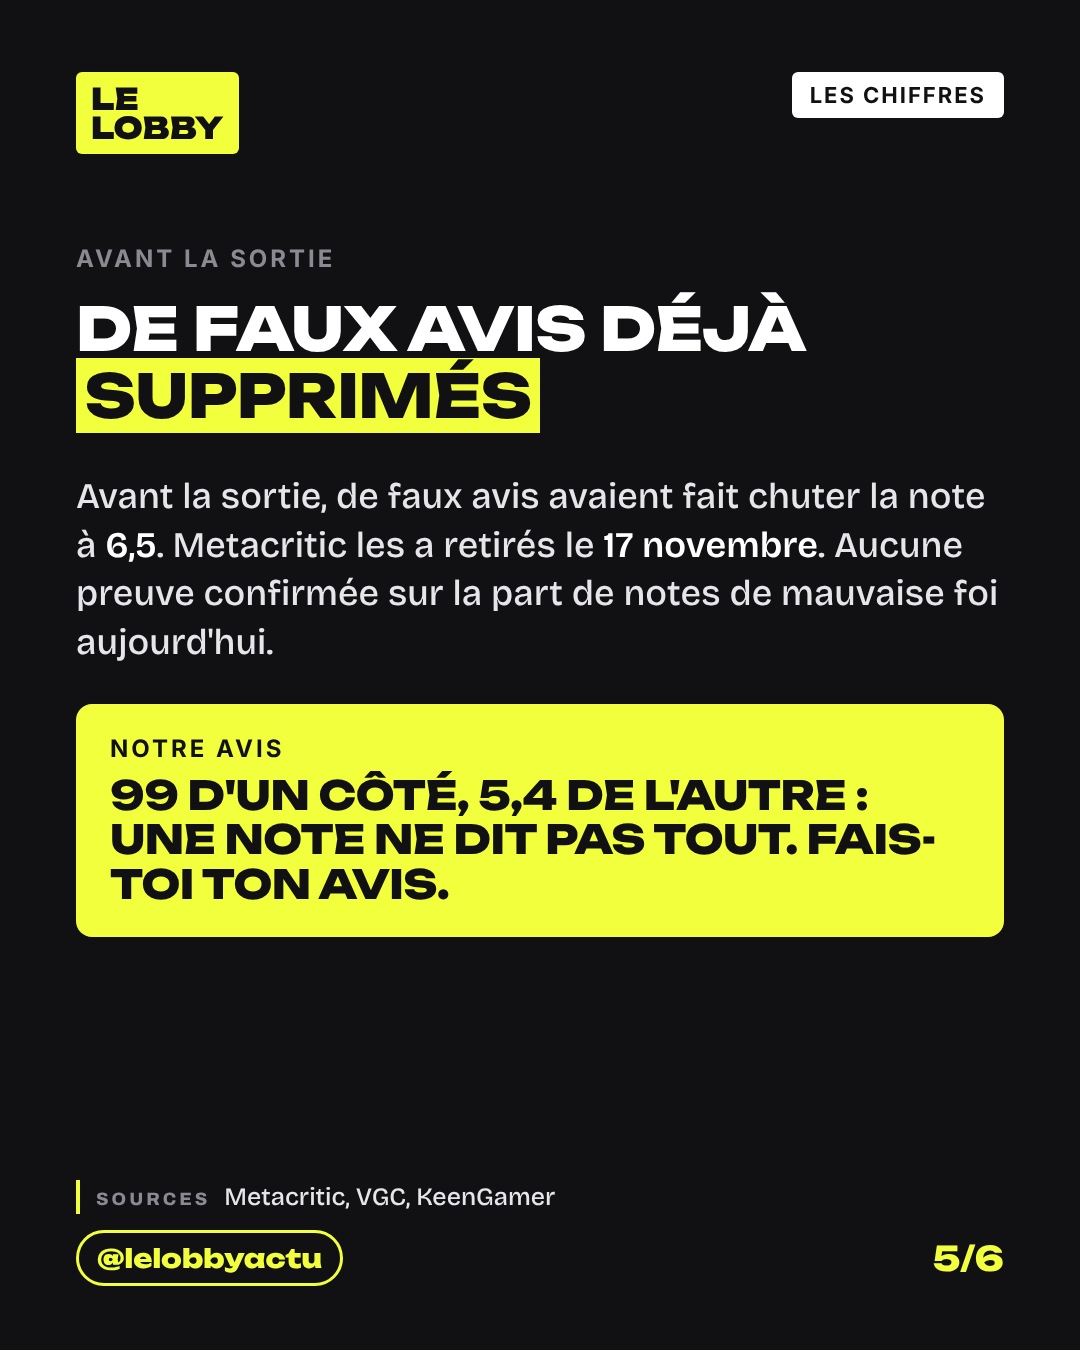 LE
LOBBY
LES CHIFFRES
AVANT LA SORTIE
DE FAUX AVIS DÉJÀ
SUPPRIMÉS
Avant la sortie, de faux avis avaient fait chuter la note
à 6,5. Metacritic les a retirés le 17 novembre. Aucune
preuve confirmée sur la part de notes de mauvaise foi
aujourd'hui.
NOTRE AVIS
99 D'UN CÔTÉ, 5,4 DE L'AUTRE :
UNE NOTE NE DIT PAS TOUT. FAIS-
TOI TON AVIS.
SOURCES Metacritic, VGC, KeenGamer
@lelobbyactu
5/6